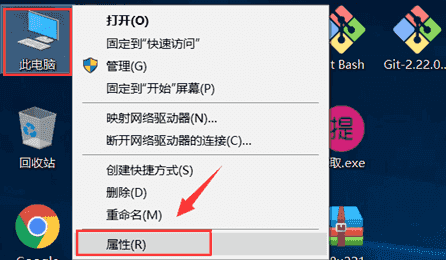 此电脑
打开(O)
固定到"快速访问"
管理(G)
固定到"开始"屏幕(P)
映射网络驱动器(N)...
断开网络驱动器的连接(C)...
创建快捷方式(S)
删除(D)
重命名(M)
属性(R)
回收站
Google
t Bash
Git-2.22.0...
提
取.exe